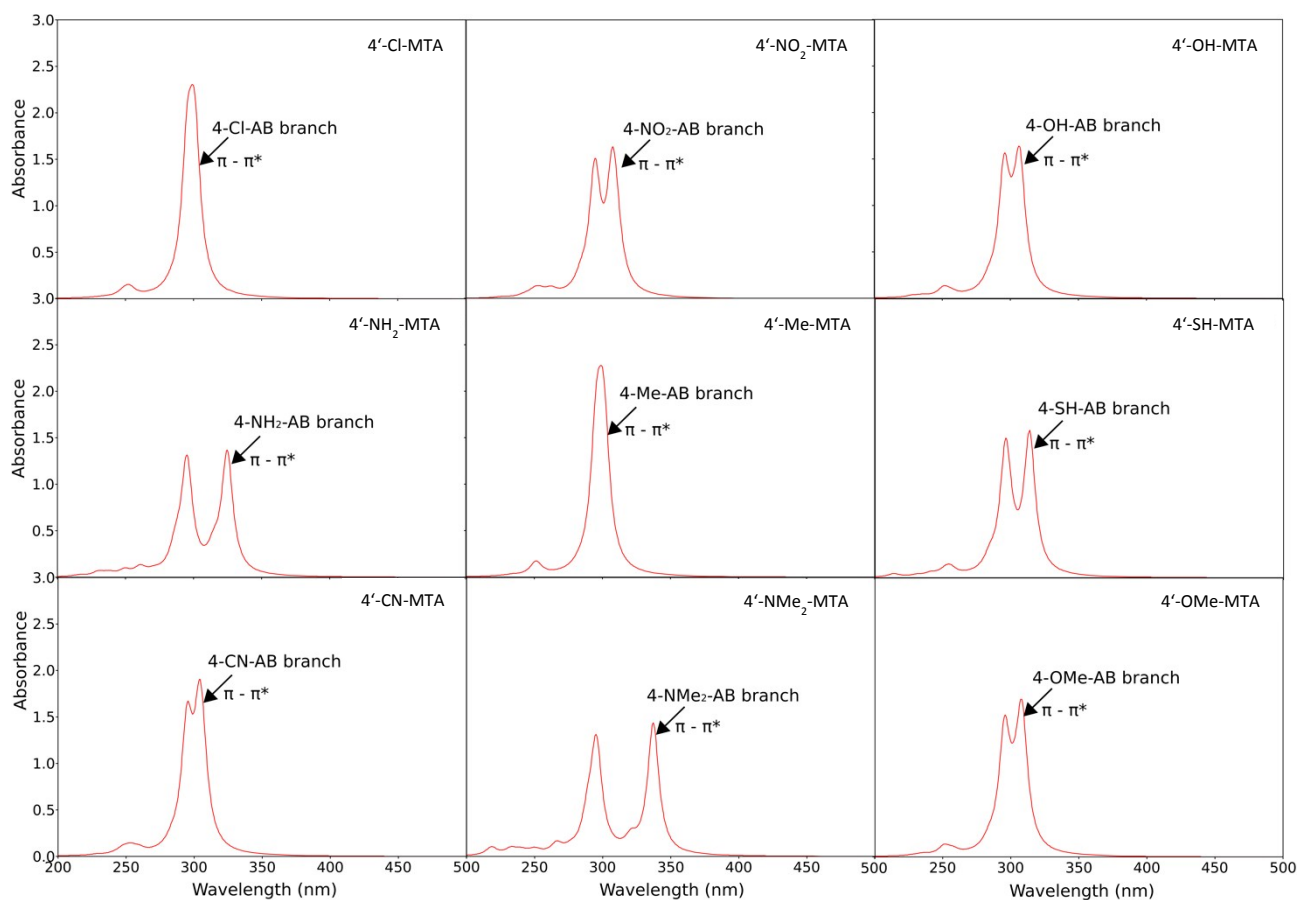 3.0
2.5
2.0
1.5
1.0
0.5
3.0
Absorbance
4‘-Cl-MTA
4-Cl-AB branch
π - π*
4‘-NO2-MTA
4-NO₂-AB branch
π - π*
4‘-OH-MTA
4-OH-AB branch
π - π*
2.5
2.0
1.5
1.0
0.5
3.0
Absorbance
4‘-NH2-MTA
4-NH₂-AB branch
π - π*
4‘-Me-MTA
4-Me-AB branch
π - π*
4‘-SH-MTA
4-SH-AB branch
π - π*
2.5
2.0
1.5
1.0
0.5
0.0
Absorbance
4‘-CN-MTA
4-CN-AB branch
π - π*
4‘-NMe2-MTA
4-NMe₂-AB branch
π - π*
4‘-OMe-MTA
4-OMe-AB branch
π - π*
200 250 300 350 400 450 500 250 300 350 400 450 500 250 300 350 400 450 500
Wavelength (nm) Wavelength (nm) Wavelength (nm)